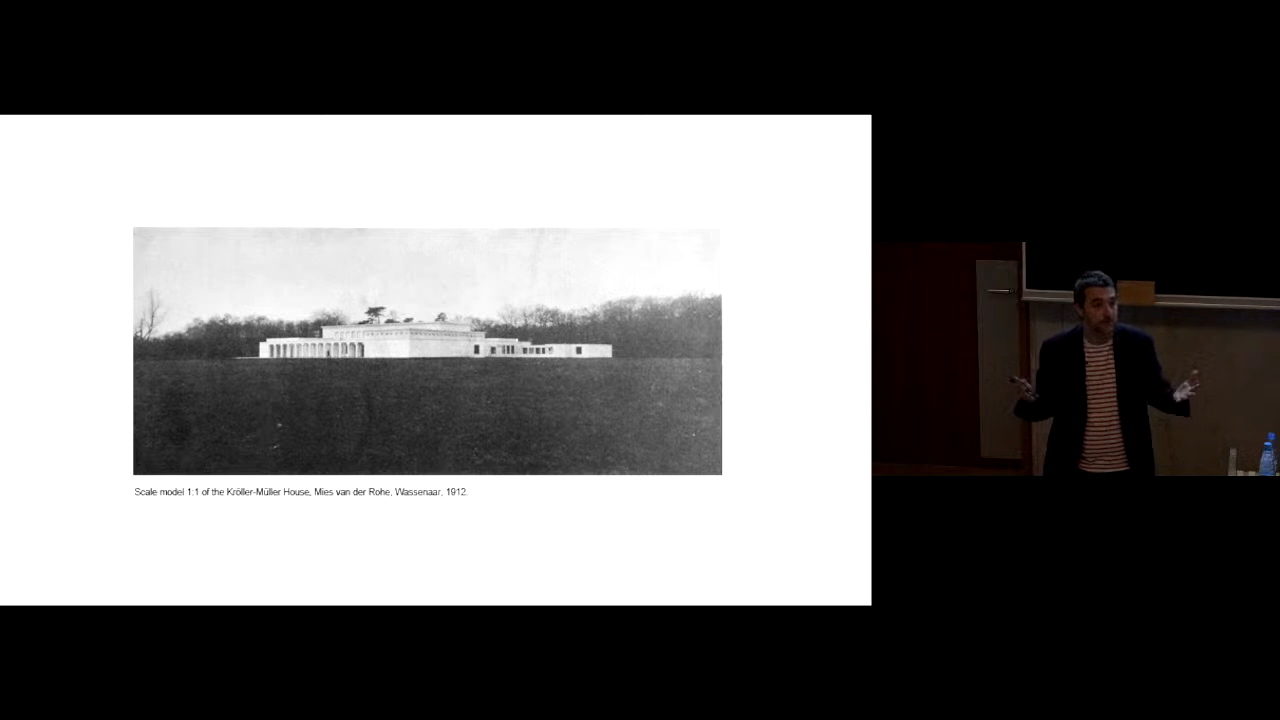 Scale model 1:1 of the Kröller-Müller House, Mies van der Rohe, Wassenaar, 1912.